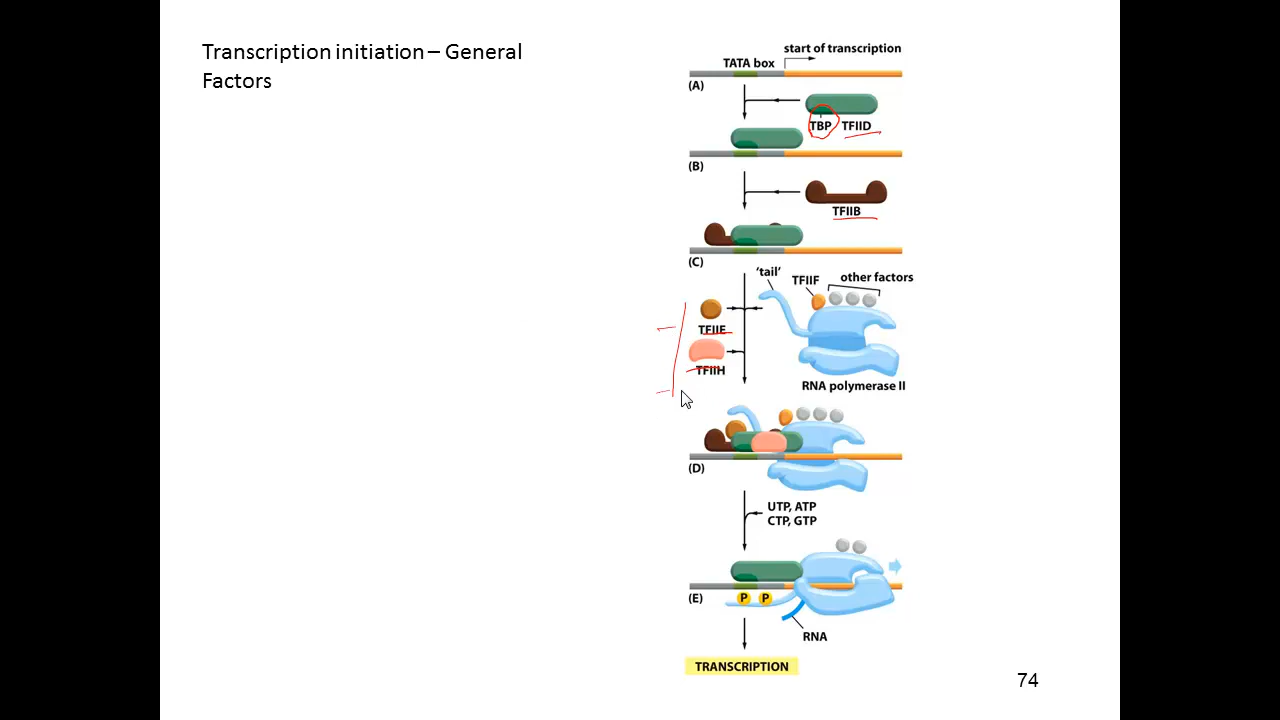 Transcription initiation – General
Factors
start of transcription
TATA box
(A)
TBP TFIID
(B)
TFIIB
(C)
'tail'
TFIIF
other factors
TFIIE
TFIIH
RNA polymerase II
(D)
UTP, ATP
CTP, GTP
(E)
P P
RNA
TRANSCRIPTION
74